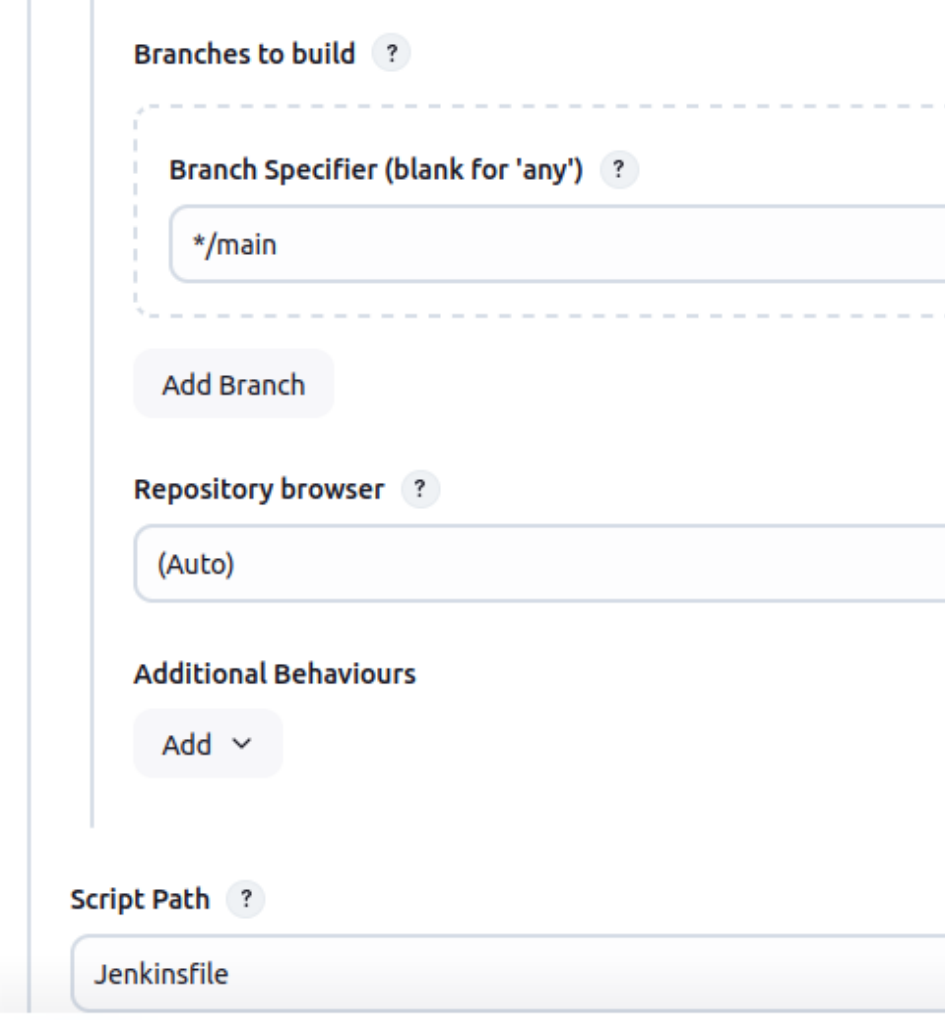 Branches to build ?
Branch Specifier (blank for 'any') ?
*/main
Add Branch
Repository browser ?
(Auto)
Additional Behaviours
Add
Script Path ?
Jenkinsfile